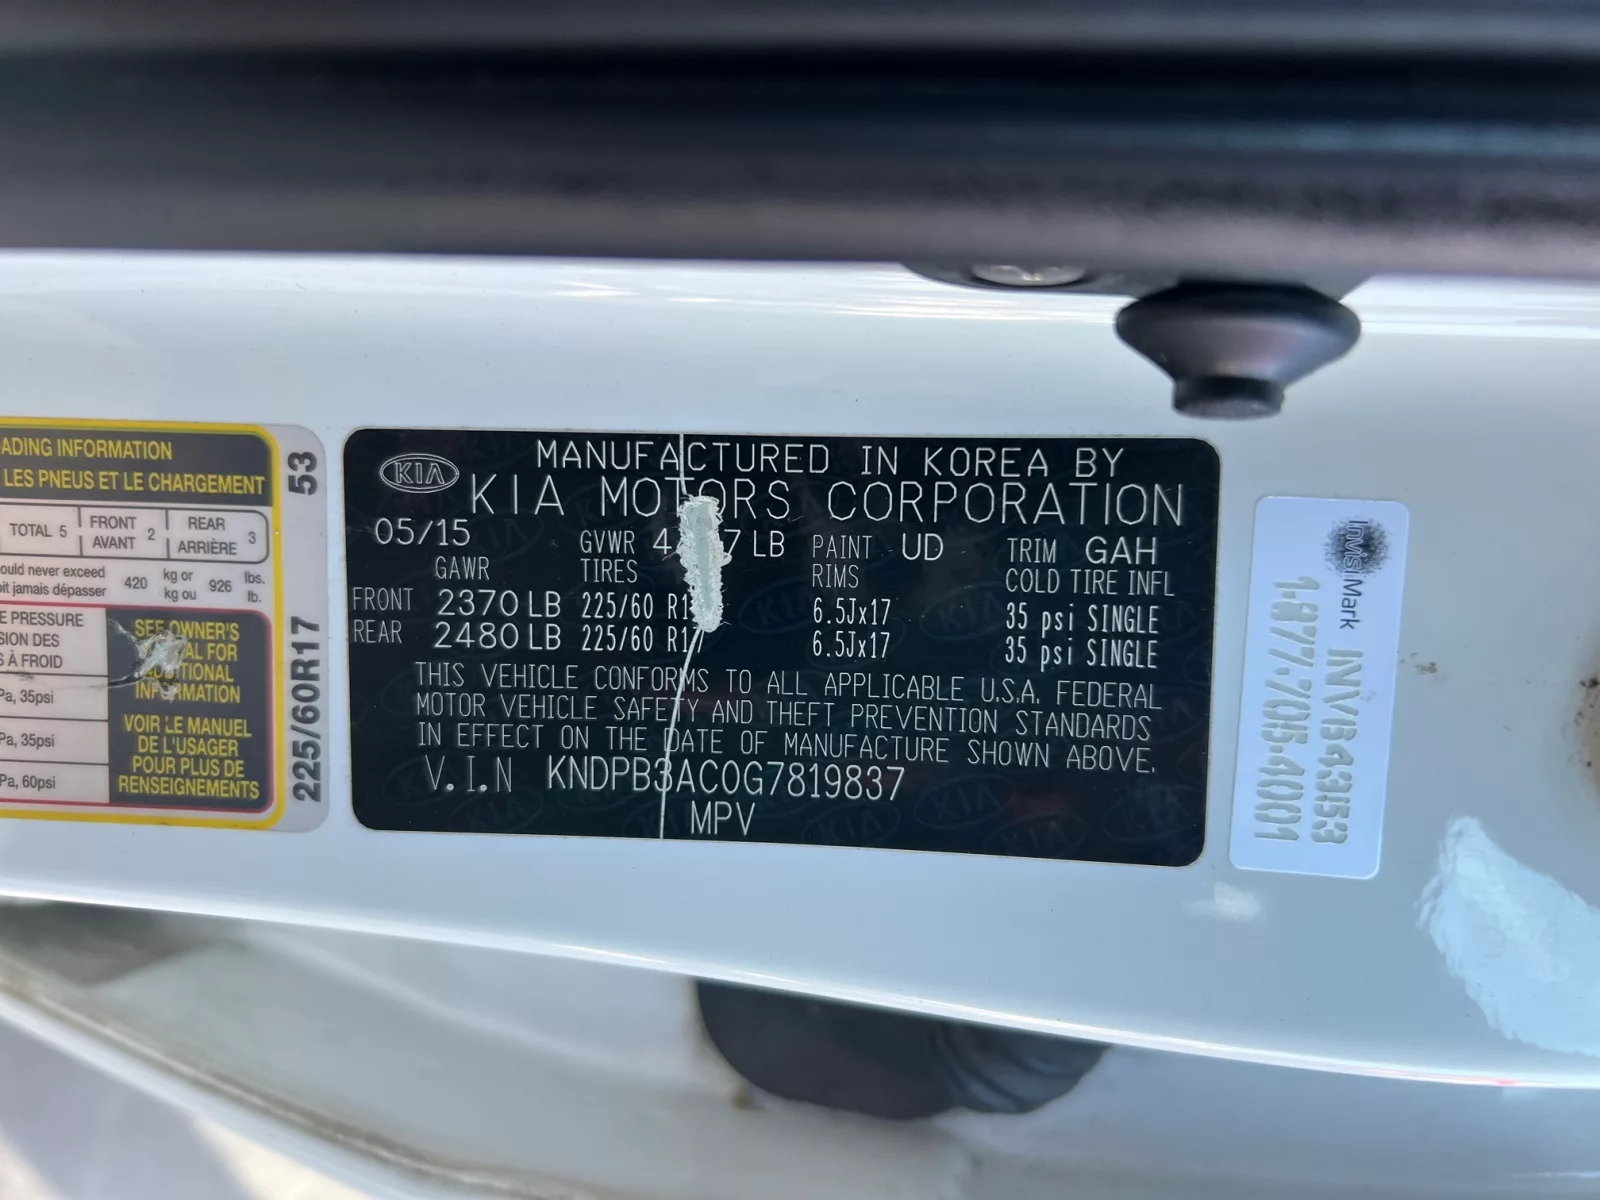 ADING INFORMATION
LES PNEUS ET LE CHARGEMENT
TOTAL 5
FRONT
AVANT 2
REAR
ARRIÈRE 3
ould never exceed
oit jamais dépasser
420
kg or
kg ou
926
lbs.
lb.
E PRESSURE
SION DES
S À FROID
Pa, 35psi
Pa, 35psi
Pa, 60psi
SEE OWNER'S
FOR
INFORMATION
VOIR LE MANUEL
DE L'USAGER
POUR PLUS DE
RENSEIGNEMENTS
53
225/60R17
KIA
MANUFACTURED IN KOREA BY
KIA MOTORS CORPORATION
05/15 GVWR LB PAINT UD TRIM GAH
GAWR TIRES RIMS COLD TIRE INFL
FRONT 2370 LB 225/60 6.5Jx17 35 psi SINGLE
REAR 2480 LB 225/60 R17 6.5Jx17 35 psi SINGLE
THIS VEHICLE CONFORMS TO ALL APPLICABLE U.S.A. FEDERAL
MOTOR VEHICLE SAFETY AND THEFT PREVENTION STANDARDS
IN EFFECT ON THE DATE OF MANUFACTURE SHOWN ABOVE.
V.I.N KNDPB3AC0G7819837
MPV
InvisiMark INVB4353
1-877.705.4001